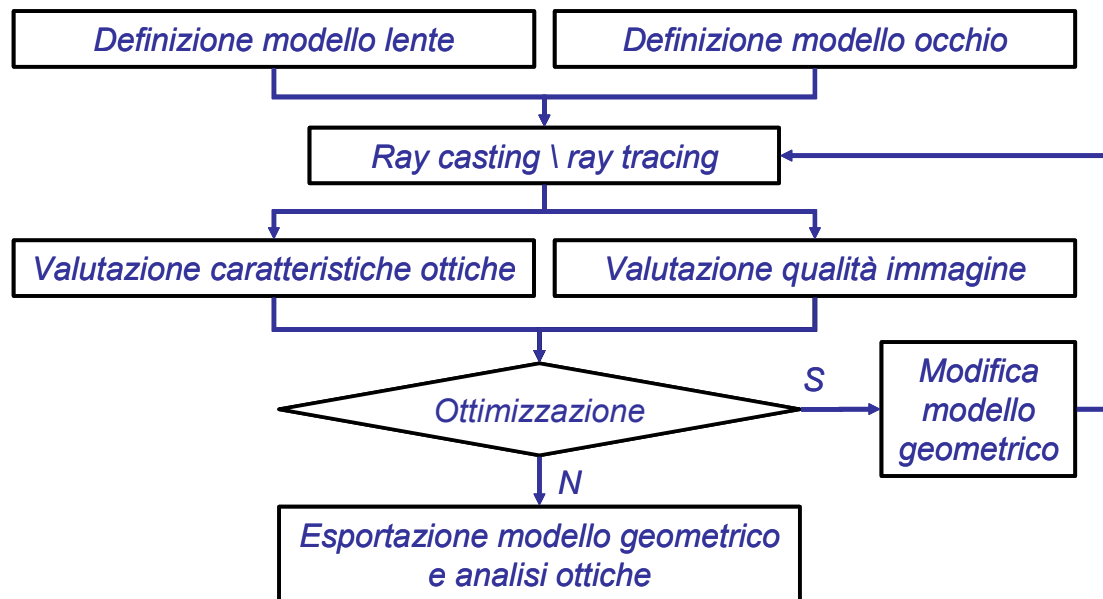 Definizione modello lente
Definizione modello occhio
Ray casting \ ray tracing
Valutazione caratteristiche ottiche
Valutazione qualità immagine
Ottimizzazione
S
Modifica
modello
geometrico
N
Esportazione modello geometrico
e analisi ottiche